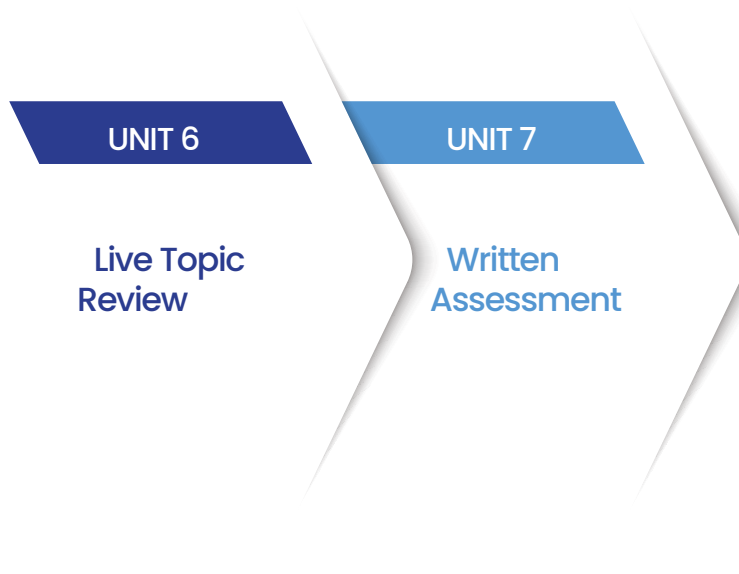 UNIT 6
Live Topic
Review
UNIT 7
Written
Assessment